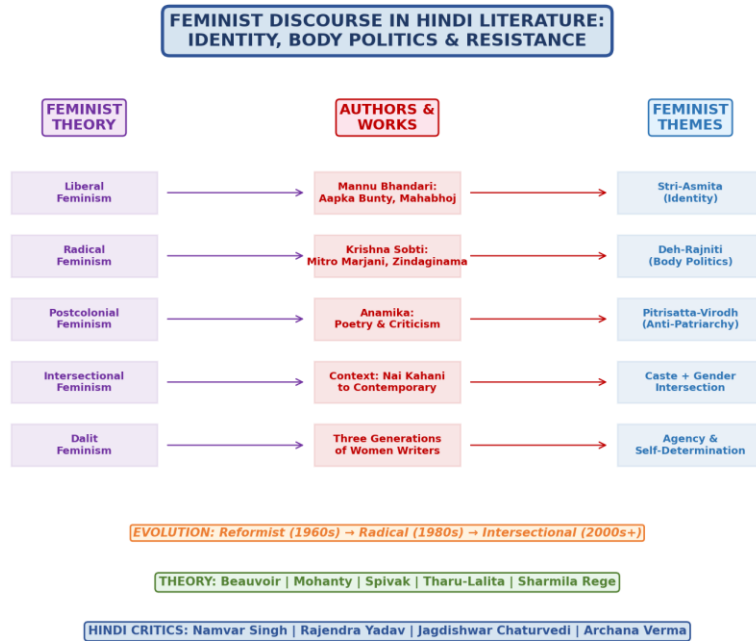 FEMINIST DISCOURSE IN HINDI LITERATURE:
IDENTITY, BODY POLITICS & RESISTANCE
FEMINIST
THEORY
AUTHORS &
WORKS
FEMINIST
THEMES
Liberal
Feminism
Mannu Bhandari:
Aapka Bunty, Mahabhoj
Stri-Asmita
(Identity)
Radical
Feminism
Krishna Sobti:
Mitro Marjani, Zindaginama
Deh-Rajniti
(Body Politics)
Postcolonial
Feminism
Anamika:
Poetry & Criticism
Pitrisatta-Virodh
(Anti-Patriarchy)
Intersectional
Feminism
Context: Nai Kahani
to Contemporary
Caste + Gender
Intersection
Dalit
Feminism
Three Generations
of Women Writers
Agency &
Self-Determination
EVOLUTION: Reformist (1960s) → Radical (1980s) → Intersectional (2000s+)
THEORY: Beauvoir | Mohanty | Spivak | Tharu-Lalita | Sharmila Rege
HINDI CRITICS: Namvar Singh | Rajendra Yadav | Jagdishwar Chaturvedi | Archana Verma